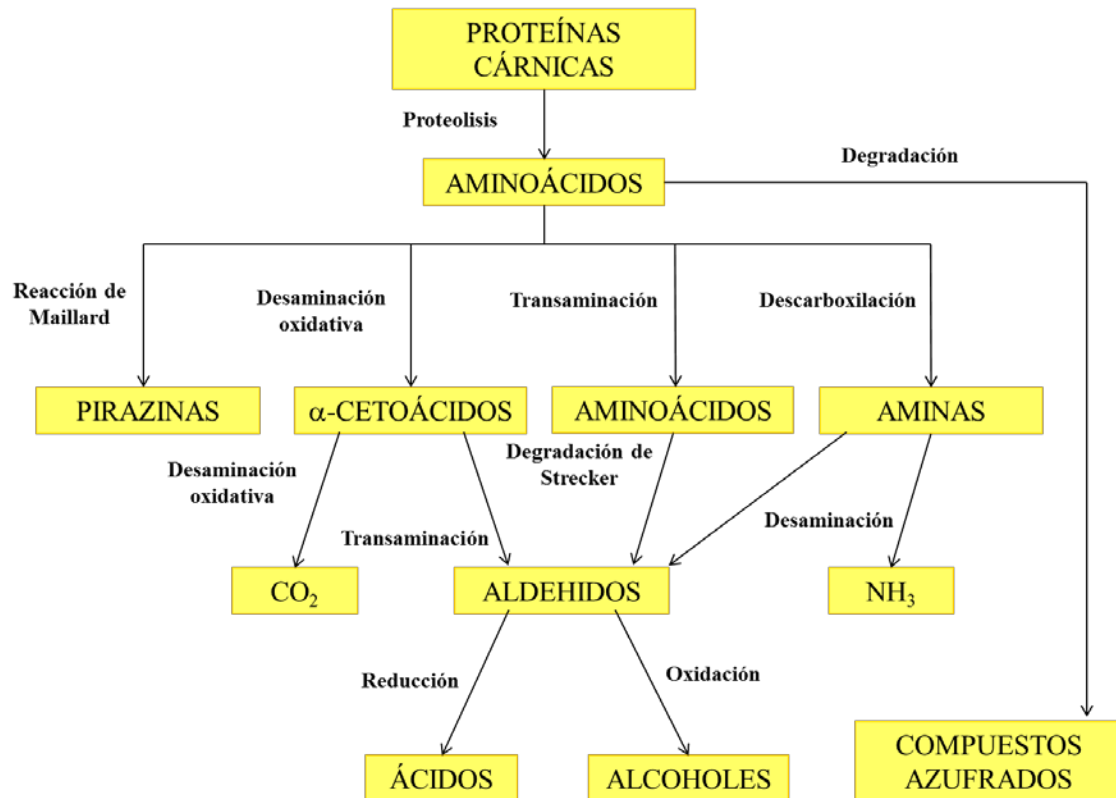 PROTEÍNAS
CÁRNICAS
Proteolisis
Degradación
AMINOÁCIDOS
Reacción de
Maillard
Desaminación
oxidativa
Transaminación
Descarboxilación
PIRAZINAS
α-CETOÁCIDOS
AMINOÁCIDOS
AMINAS
Desaminación
oxidativa
Degradación de
Strecker
Transaminación
Desaminación
CO₂
ALDEHIDOS
NH₃
Reducción
Oxidación
ÁCIDOS
ALCOHOLES
COMPUESTOS
AZUFRADOS